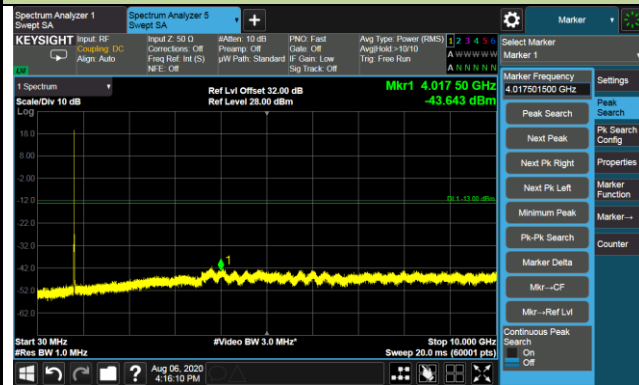 Spectrum Analyzer 1
Swept SA
Spectrum Analyzer 5
Swept SA
+
Marker
KEYSIGHT
Input: RF
Coupling: DC
Align: Auto
Input Z: 50 Ω
Corrections: Off
Freq Ref: Int (S)
NFE: Off
#Atten: 10 dB
Preamp: Off
µW Path: Standard
PNO: Fast
Gate: Off
IF Gain: Low
Sig Track: Off
Avg Type: Power (RMS)
Avg|Hold >10/10
Trig: Free Run
1 2 3 4 5 6
A W W W W W
A N N N N N
Select Marker
Marker 1
1 Spectrum
Scale/Div 10 dB
Log
Ref Lvl Offset 32.00 dB
Ref Level 28.00 dBm
Mkr1 4.017 50 GHz
-43.643 dBm
18.0
8.00
-2.00
-12.0
-22.0
-32.0
-42.0
-52.0
-62.0
DL1 -13.00 dBm
1
Start 30 MHz
#Res BW 1.0 MHz
#Video BW 3.0 MHz*
Stop 10.000 GHz
Sweep 20.0 ms (60001 pts)
Marker Frequency
4.017501500 GHz
Peak Search
Next Peak
Next Pk Right
Next Pk Left
Minimum Peak
Pk-Pk Search
Marker Delta
Mkr→CF
Mkr→Ref Lvl
Continuous Peak
Search
On
Off
Settings
Peak
Search
Pk Search
Config
Properties
Marker
Function
Marker→
Counter
?
Aug 06, 2020
4:16:10 PM